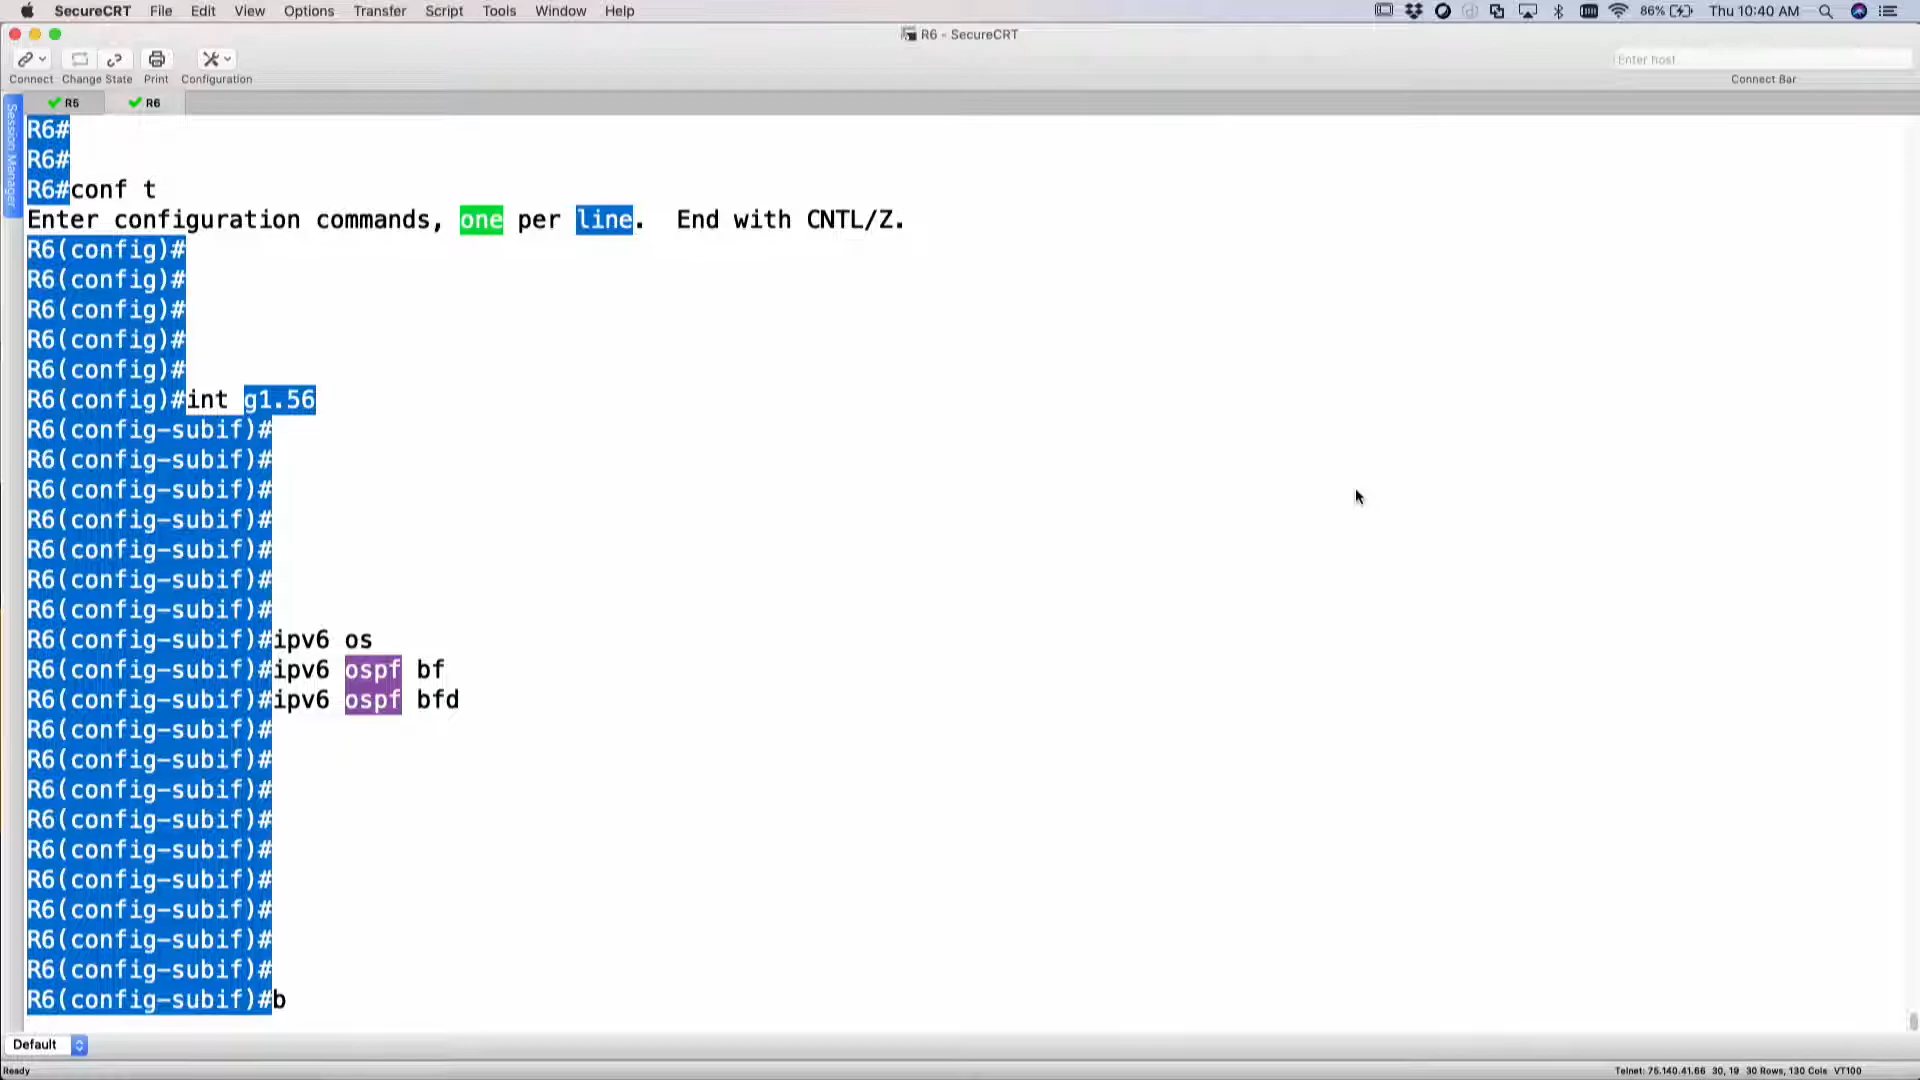 SecureCRT File Edit View Options Transfer Script Tools Window Help 86% Thu 10:40 AM
R6 - SecureCRT
Enter host
Connect Change State Print Configuration Connect Bar
R5 R6
Session Manager
R6#
R6#
R6#conf t
Enter configuration commands, one per line.  End with CNTL/Z.
R6(config)#
R6(config)#
R6(config)#
R6(config)#
R6(config)#
R6(config)#int g1.56
R6(config-subif)#
R6(config-subif)#
R6(config-subif)#
R6(config-subif)#
R6(config-subif)#
R6(config-subif)#
R6(config-subif)#
R6(config-subif)#ipv6 os
R6(config-subif)#ipv6 ospf bf
R6(config-subif)#ipv6 ospf bfd
R6(config-subif)#
R6(config-subif)#
R6(config-subif)#
R6(config-subif)#
R6(config-subif)#
R6(config-subif)#
R6(config-subif)#
R6(config-subif)#
R6(config-subif)#
R6(config-subif)#b
Default
Ready Telnet: 75.140.41.66 30, 19 30 Rows, 130 Cols VT100